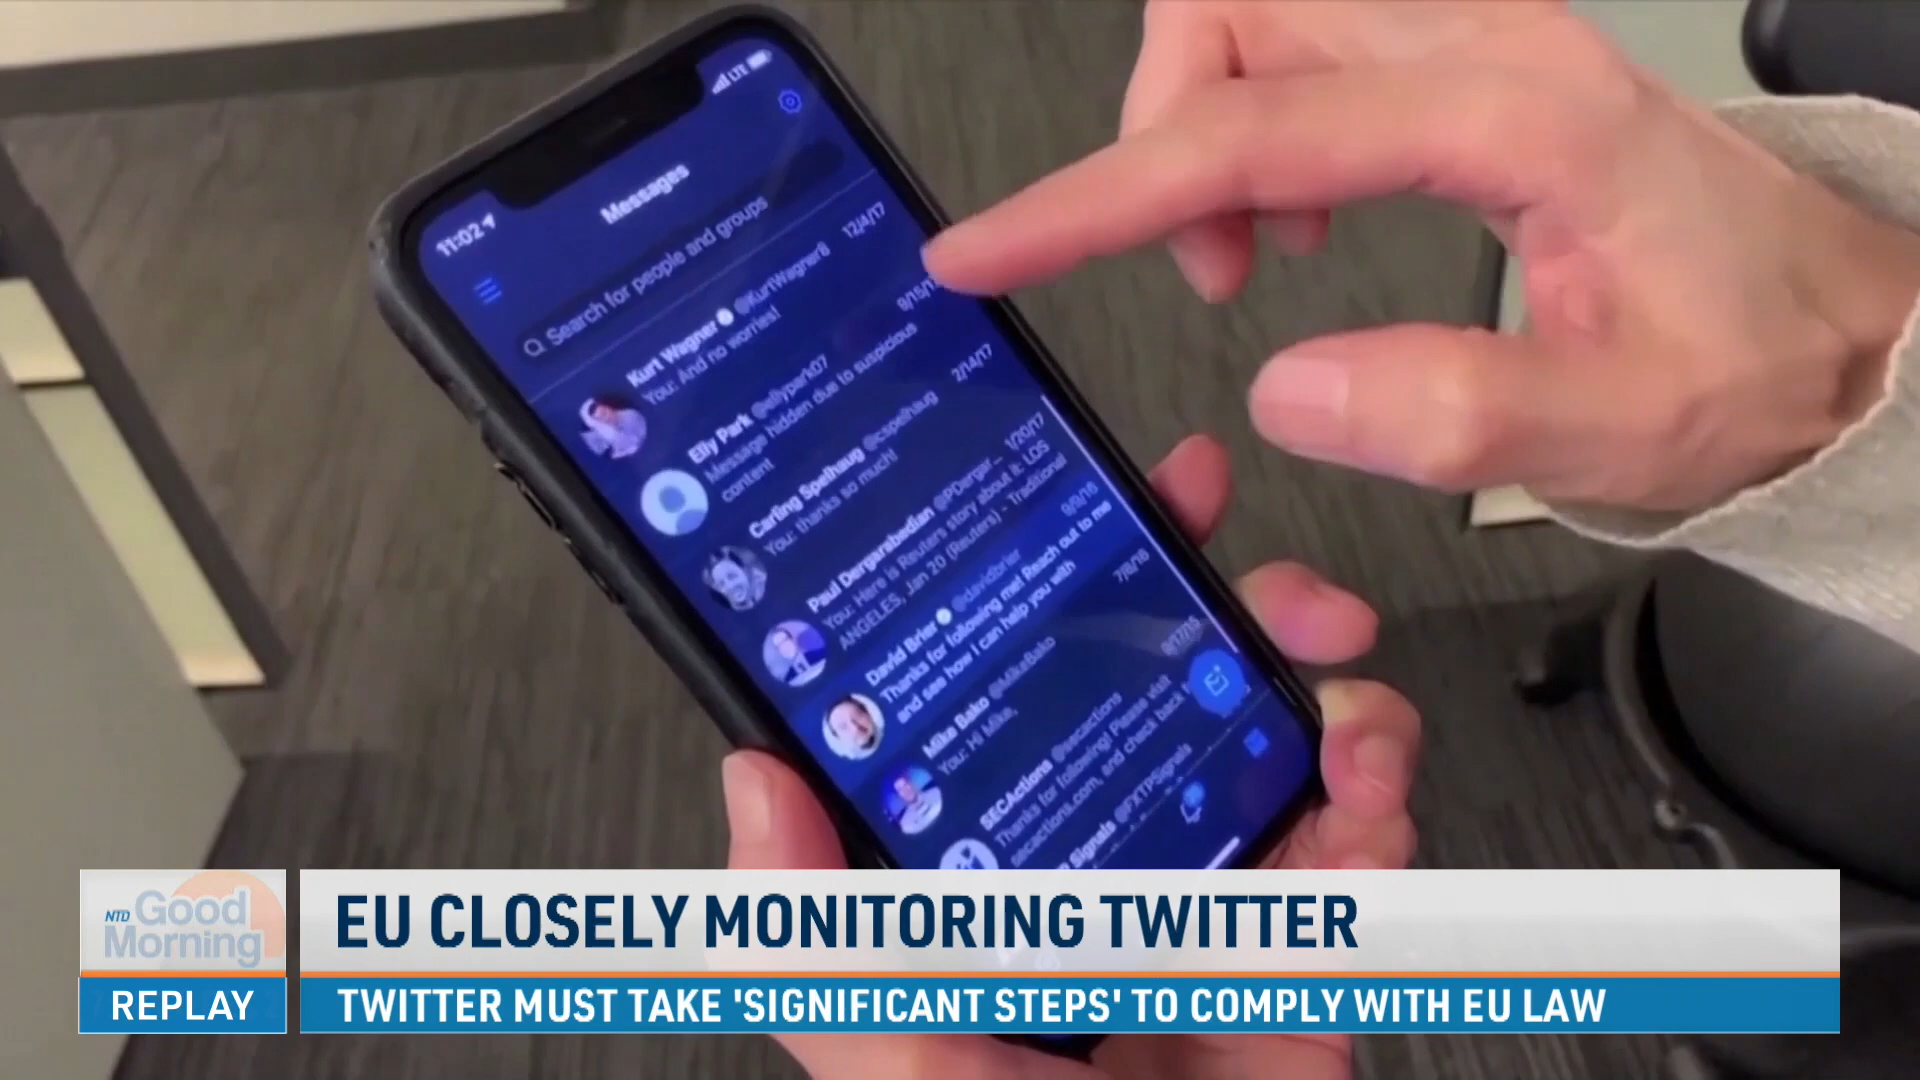 11:02
LTE
Messages
Search for people and groups
Kurt Wagner @KurtWagner8 12/4/17
You: And no worries!
Elly Park @ellypark07
Message hidden due to suspicious
content
Carling Spelhaug @cspelhaug 2/14/17
You: thanks so much!
Paul Dergarabedian @PDergar... 1/20/17
You: Here is Reuters story about it: LOS
ANGELES, Jan 20 (Reuters) - Traditional
David Brier @davidbrier 9/9/16
Thanks for following me! Reach out to me
and see how I can help you with
Mike Bako @MikeBako 7/8/16
You: Hi Mike,
SECActions @secactions
Thanks for following! Please visit
secactions.com, and check back
Signals @FXTPSignals
NTD Good
Morning
REPLAY
EU CLOSELY MONITORING TWITTER
TWITTER MUST TAKE 'SIGNIFICANT STEPS' TO COMPLY WITH EU LAW